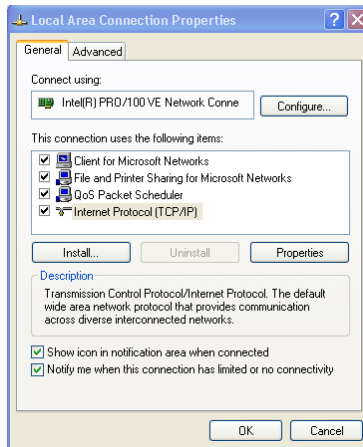 Local Area Connection Properties
General Advanced
Connect using:
Intel(R) PRO/100 VE Network Conne Configure...
This connection uses the following items:
Client for Microsoft Networks
File and Printer Sharing for Microsoft Networks
QoS Packet Scheduler
Internet Protocol (TCP/IP)
Install... Uninstall Properties
Description
Transmission Control Protocol/Internet Protocol. The default
wide area network protocol that provides communication
across diverse interconnected networks.
Show icon in notification area when connected
Notify me when this connection has limited or no connectivity
OK Cancel